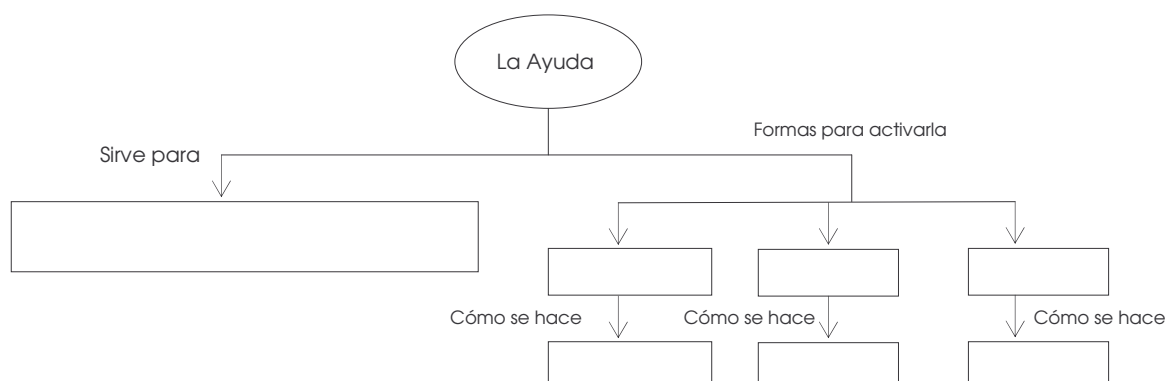 La Ayuda
Formas para activarla
Sirve para
Cómo se hace
Cómo se hace
Cómo se hace